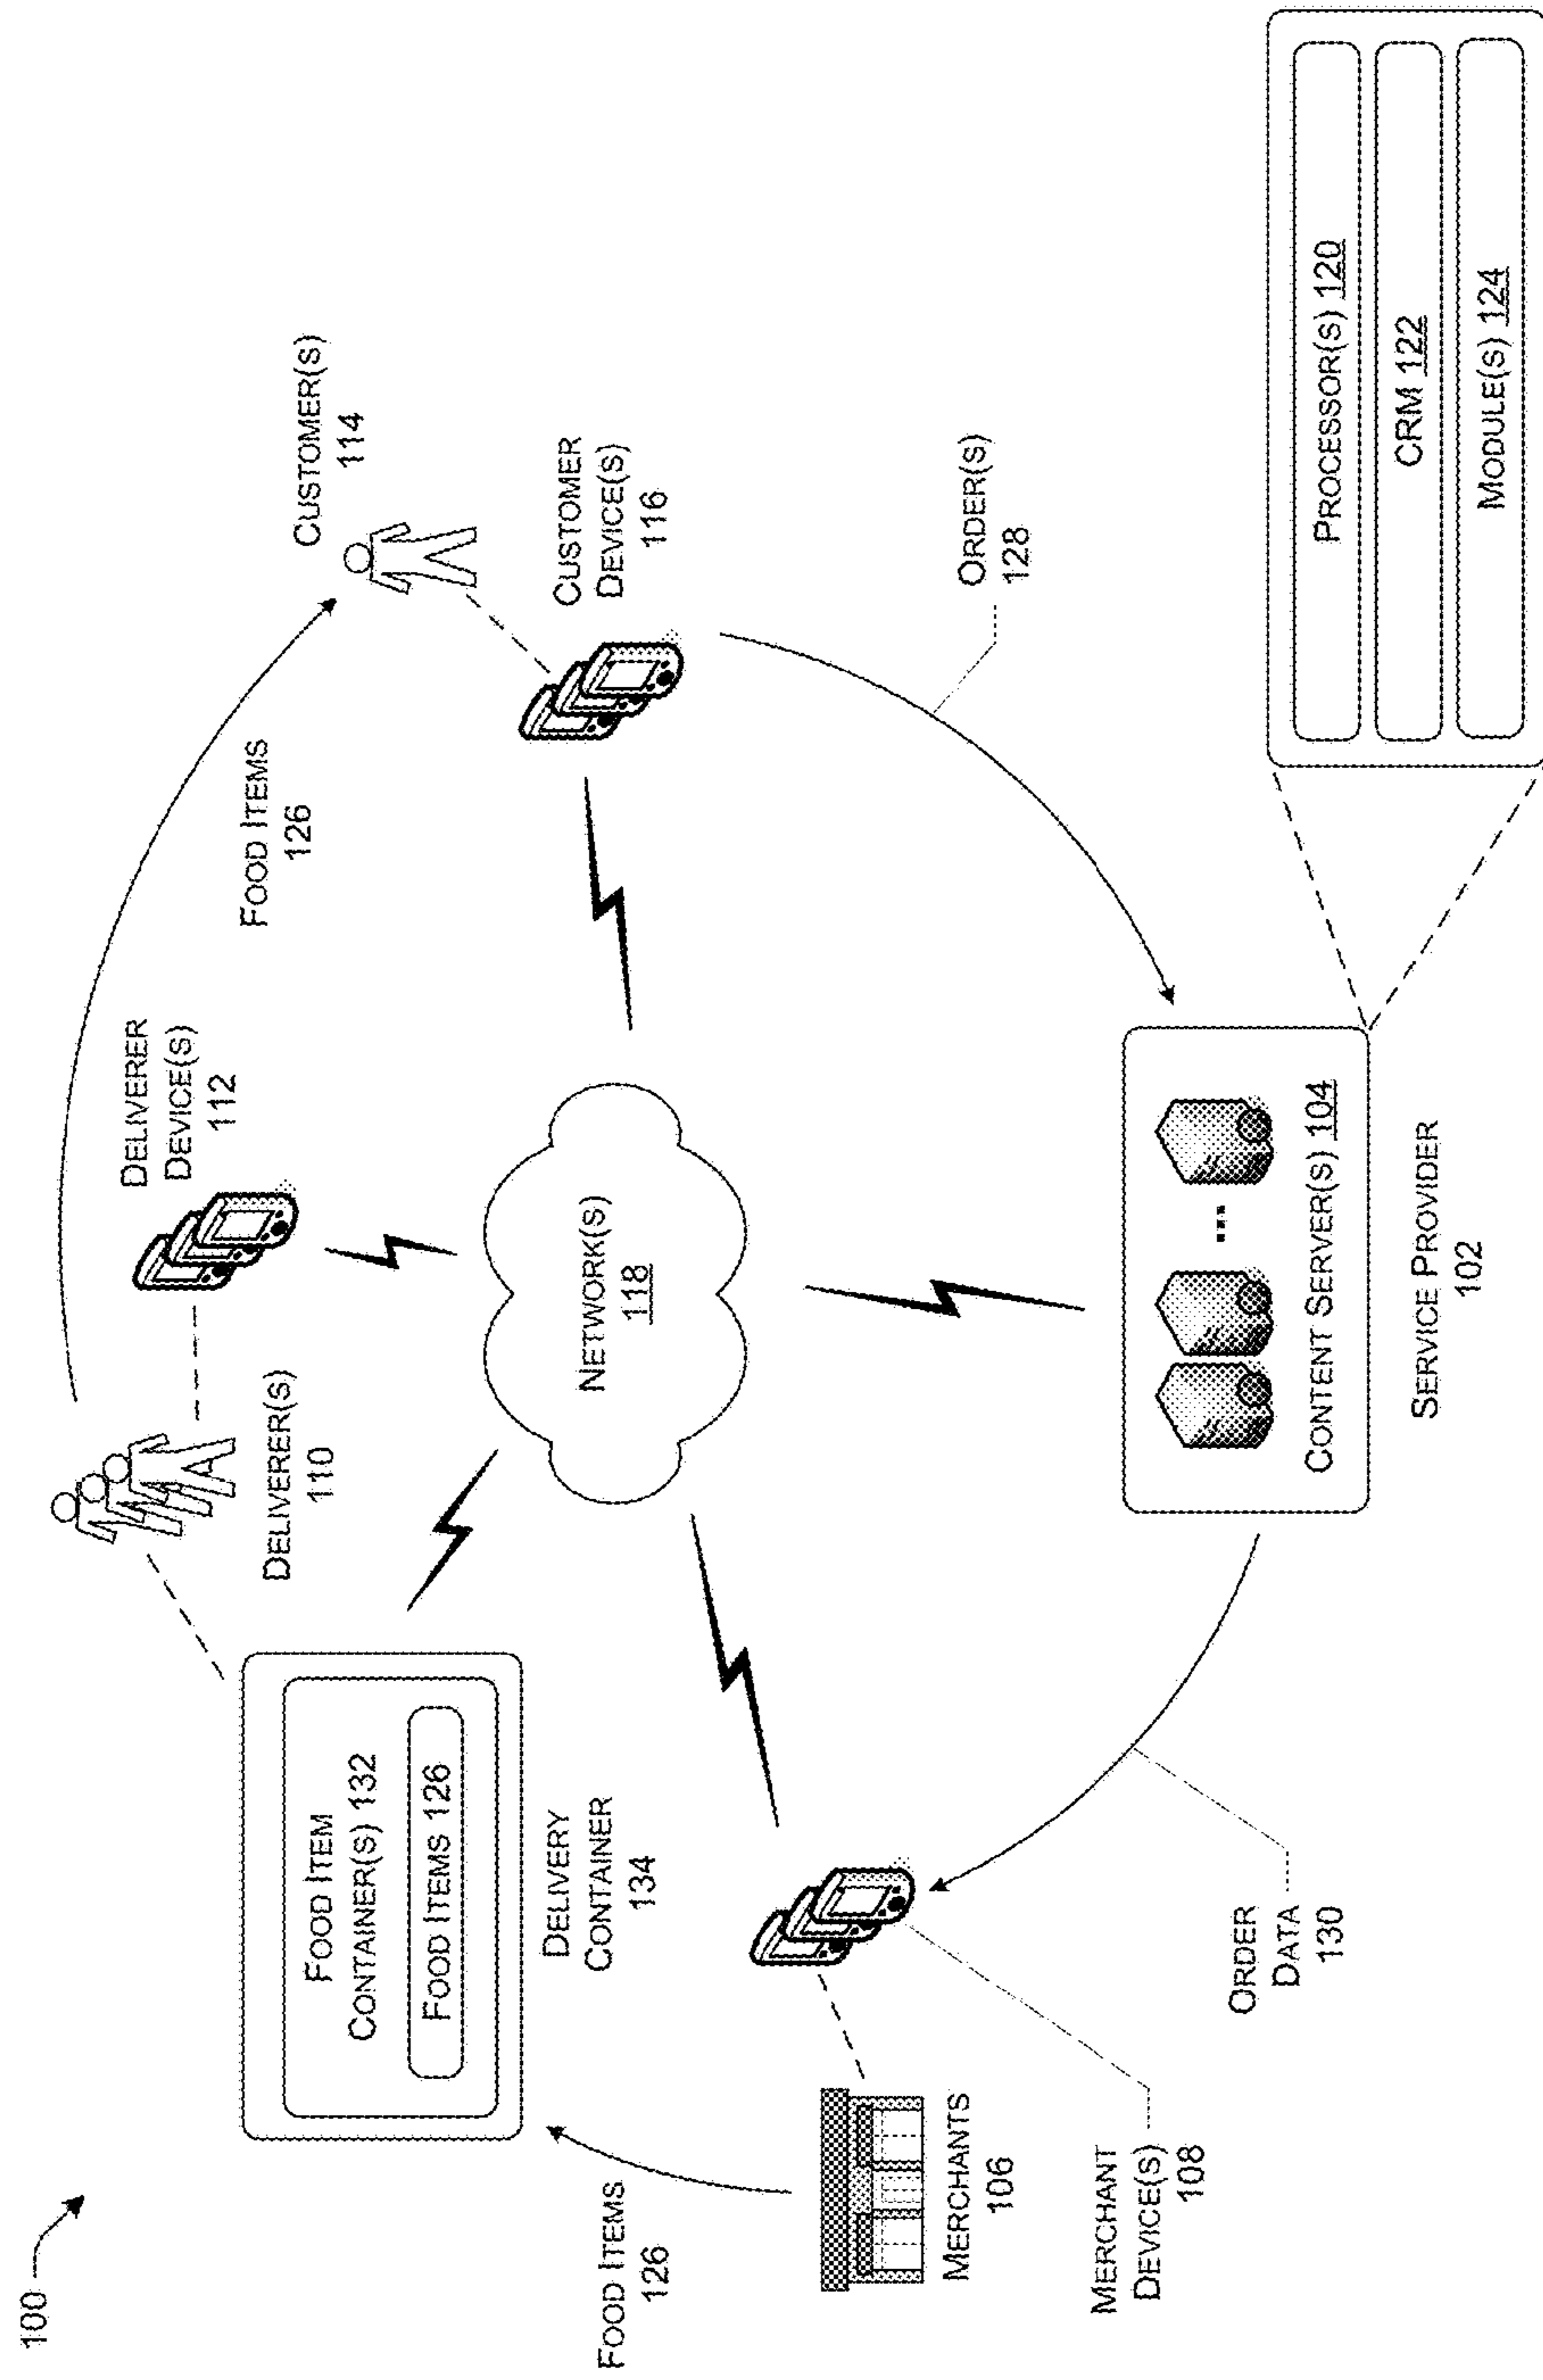 100
FOOD ITEM
CONTAINER(S) 132
FOOD ITEMS 126
DELIVERY
CONTAINER
134
DELIVERER(S)
110
DELIVERER
DEVICE(S)
112
FOOD ITEMS
126
CUSTOMER(S)
114
CUSTOMER
DEVICE(S)
116
FOOD ITEMS
126
MERCHANTS
106
MERCHANT
DEVICE(S)
108
NETWORK(S)
118
ORDER(S)
128
ORDER
DATA
130
CONTENT SERVER(S) 104
SERVICE PROVIDER
102
PROCESSOR(S) 120
CRM 122
MODULE(S) 124